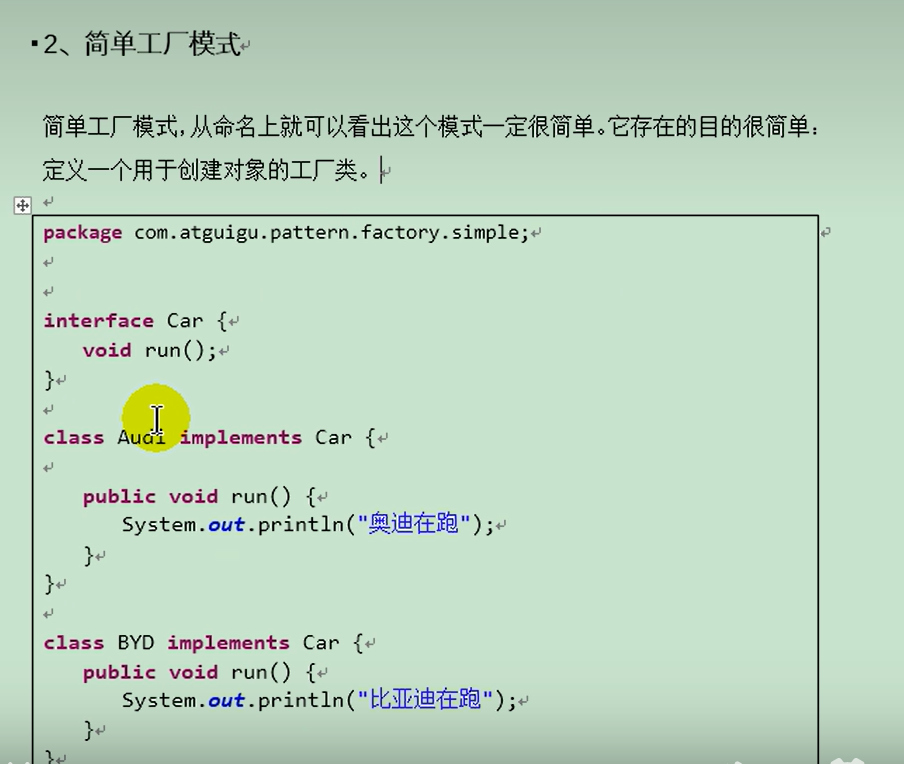 2、简单工厂模式
简单工厂模式,从命名上就可以看出这个模式一定很简单。它存在的目的很简单:
定义一个用于创建对象的工厂类。
package com.atguigu.pattern.factory.simple;
interface Car {
void run();
}
class Audi implements Car {
public void run() {
System.out.println("奥迪在跑");
}
}
class BYD implements Car {
public void run() {
System.out.println("比亚迪在跑");
}
}